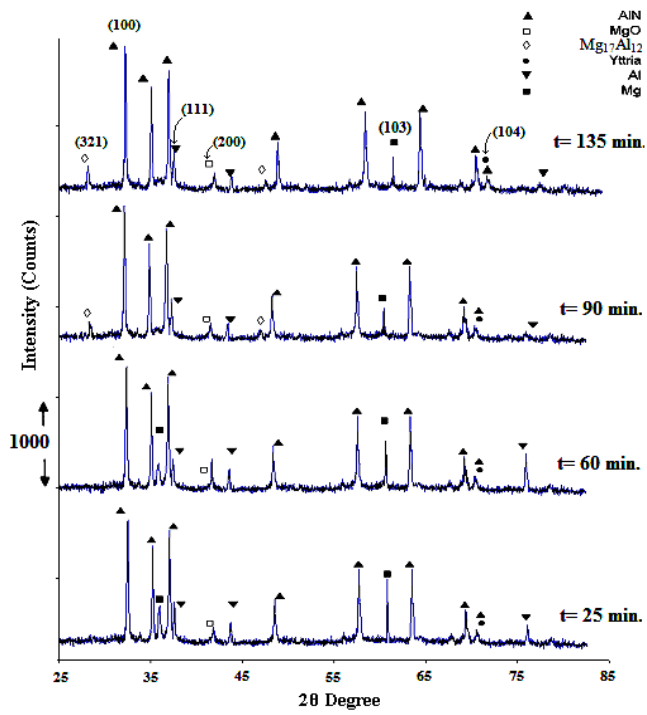 AlN
MgO
Mg17Al12
Yttria
Al
Mg
(100)
(111)
(321)
(200)
(103)
(104)
t= 135 min.
t= 90 min.
t= 60 min.
t= 25 min.
Intensity (Counts)
1000
25 35 45 55 65 75 85
2θ Degree